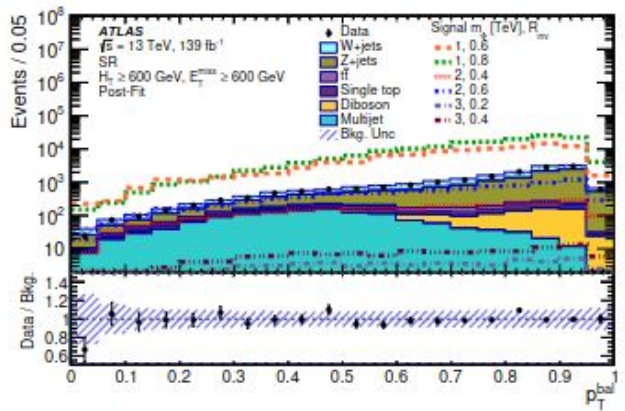 ATLAS
√s = 13 TeV, 139 fb⁻¹
SR
H_T ≥ 600 GeV, E_T^miss ≥ 600 GeV
Post-Fit
Data
W+jets
Z+jets
tt̄
Single top
Diboson
Multijet
Bkg. Unc
Signal m_Φ [TeV], R_inv
1, 0.6
1, 0.8
2, 0.4
2, 0.6
3, 0.2
3, 0.4
Events / 0.05
10⁸
10⁷
10⁶
10⁵
10⁴
10³
10²
10
Data / Bkg.
1.4
1.2
1
0.8
0.6
0 0.1 0.2 0.3 0.4 0.5 0.6 0.7 0.8 0.9 1
p_T^bal